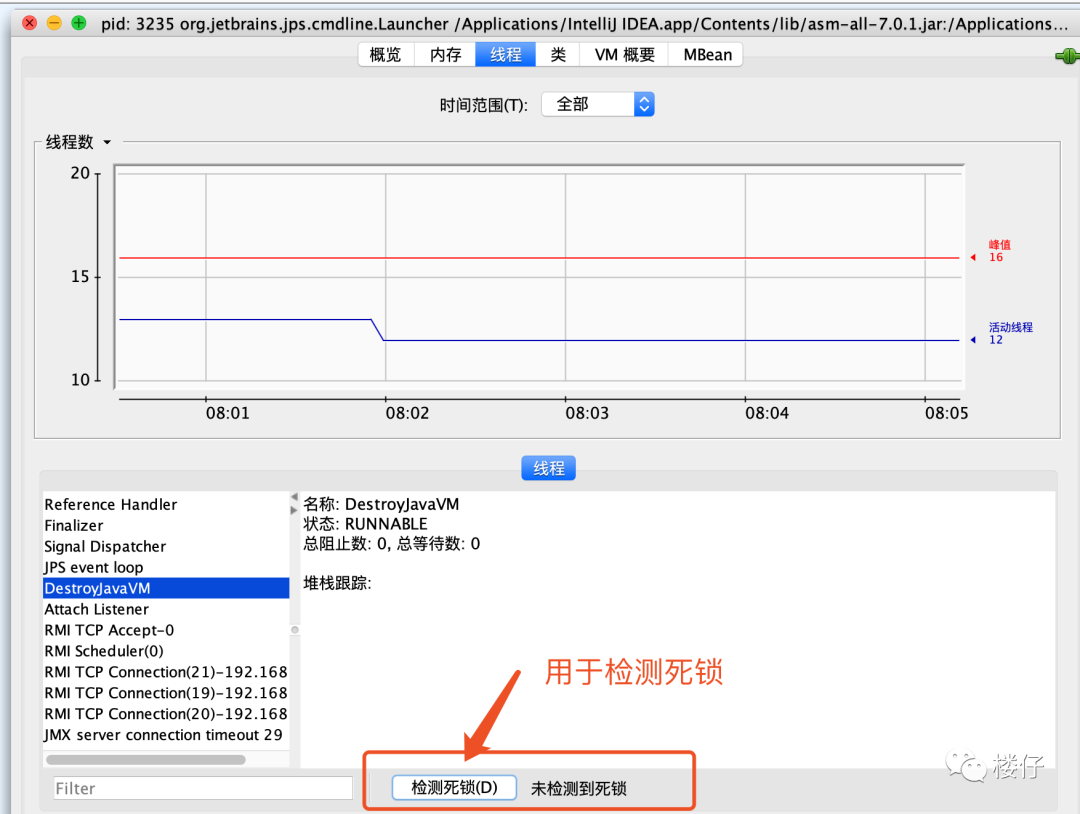 pid: 3235 org.jetbrains.jps.cmdline.Launcher /Applications/IntelliJ IDEA.app/Contents/lib/asm-all-7.0.1.jar:/Applications...
概览 内存 线程 类 VM 概要 MBean
时间范围(T): 全部
线程数
20
15
10
峰值
16
活动线程
12
08:01 08:02 08:03 08:04 08:05
线程
Reference Handler
Finalizer
Signal Dispatcher
JPS event loop
DestroyJavaVM
Attach Listener
RMI TCP Accept-0
RMI Scheduler(0)
RMI TCP Connection(21)-192.168
RMI TCP Connection(19)-192.168
RMI TCP Connection(20)-192.168
JMX server connection timeout 29
名称: DestroyJavaVM
状态: RUNNABLE
总阻止数: 0, 总等待数: 0
堆栈跟踪:
用于检测死锁
Filter
检测死锁(D) 未检测到死锁
楼仔